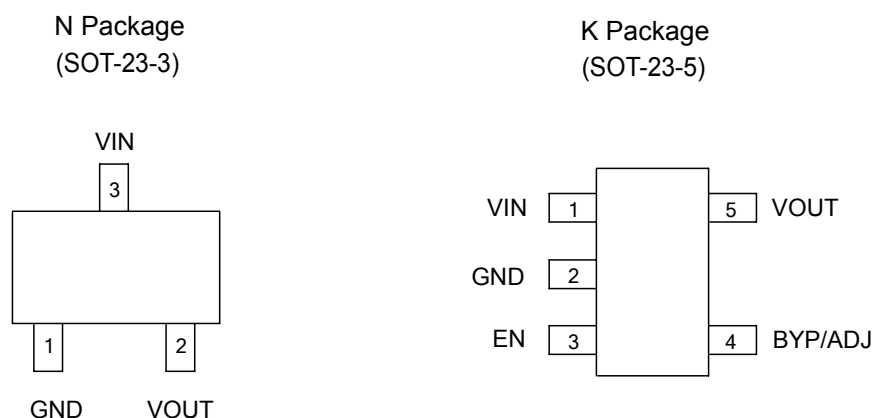 N Package
(SOT-23-3)
VIN
3
1
2
GND
VOUT
K Package
(SOT-23-5)
VIN
1
5
VOUT
GND
2
EN
3
4
BYP/ADJ